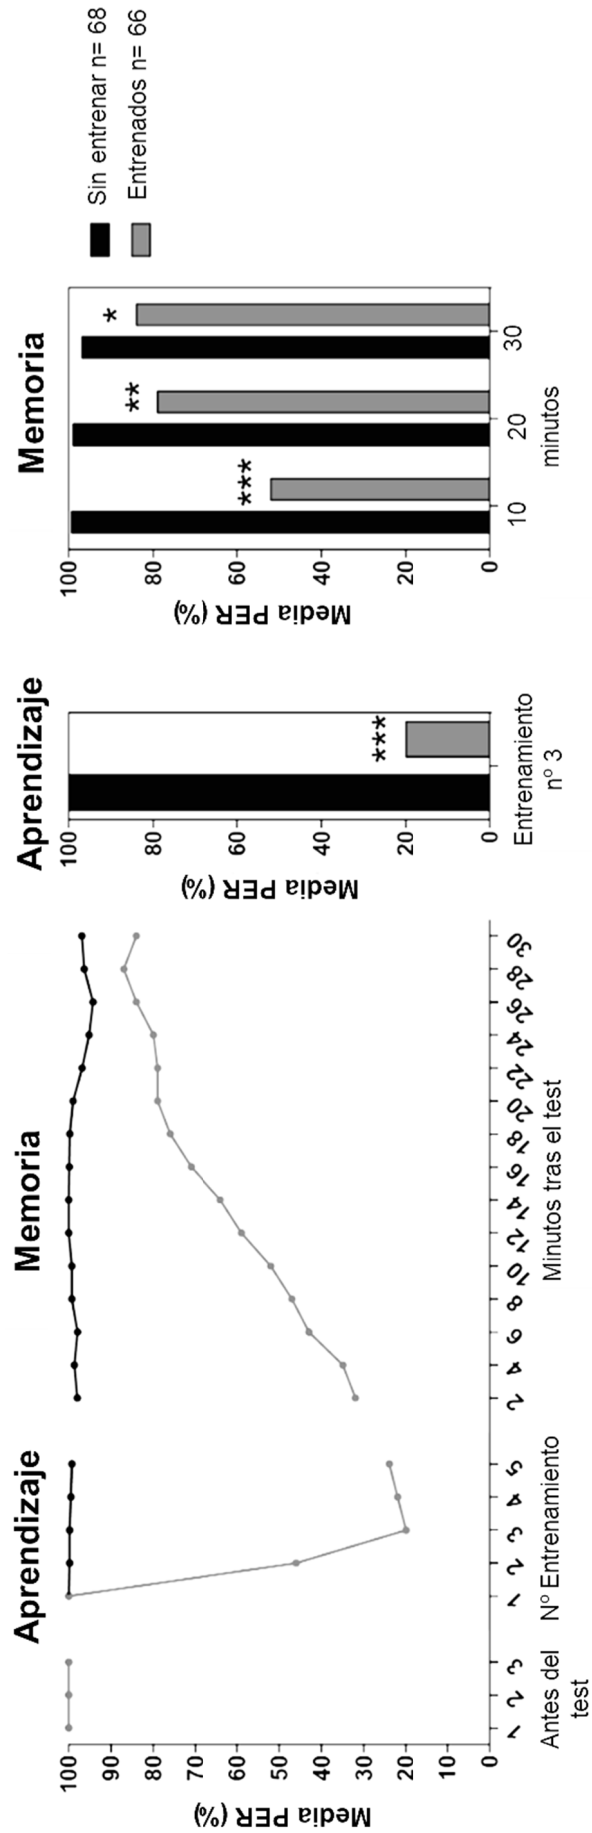 Aprendizaje
Memoria
Media PER (%)
100
90
80
70
60
50
40
30
20
10
0
1 2 3
Antes del
test
1 2 3 4 5
Nº Entrenamiento
2 4 6 8 10 12 14 16 18 20 22 24 26 28 30
Minutos tras el test
Aprendizaje
Media PER (%)
100
80
60
40
20
0
***
Entrenamiento
nº 3
Memoria
Media PER (%)
100
80
60
40
20
0
***
**
*
10 20 30
minutos
Sin entrenar n= 68
Entrenados n= 66